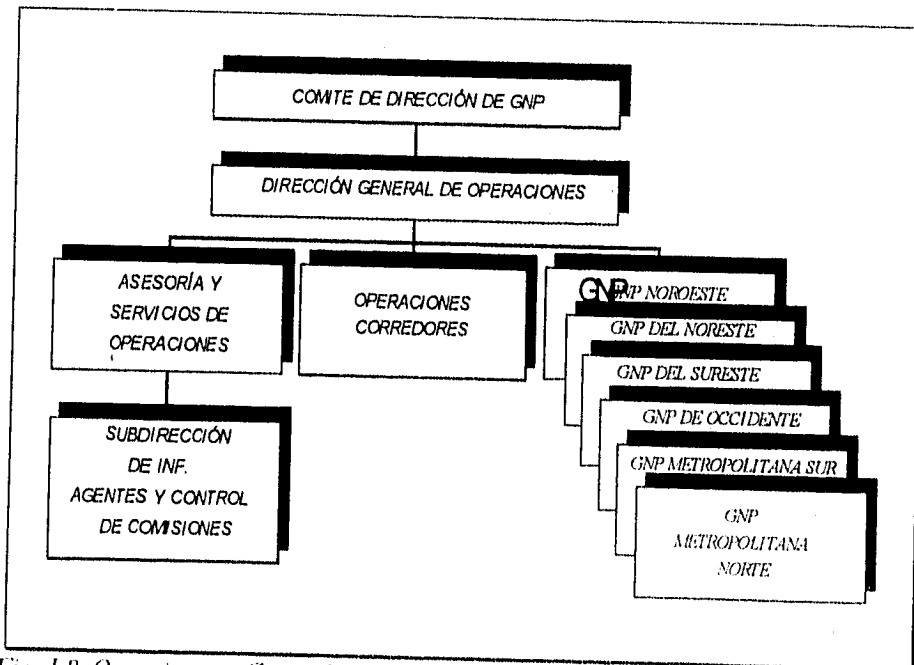 COMITE DE DIRECCIÓN DE GNP
DIRECCIÓN GENERAL DE OPERACIONES
ASESORÍA Y
SERVICIOS DE
OPERACIONES
OPERACIONES
CORREDORES
GNP
GNP NOROESTE
GNP DEL NORESTE
GNP DEL SURESTE
GNP DE OCCIDENTE
GNP METROPOLITANA SUR
GNP
METROPOLITANA
NORTE
SUBDIRECCIÓN
DE INF.
AGENTES Y CONTROL
DE COMISIONES